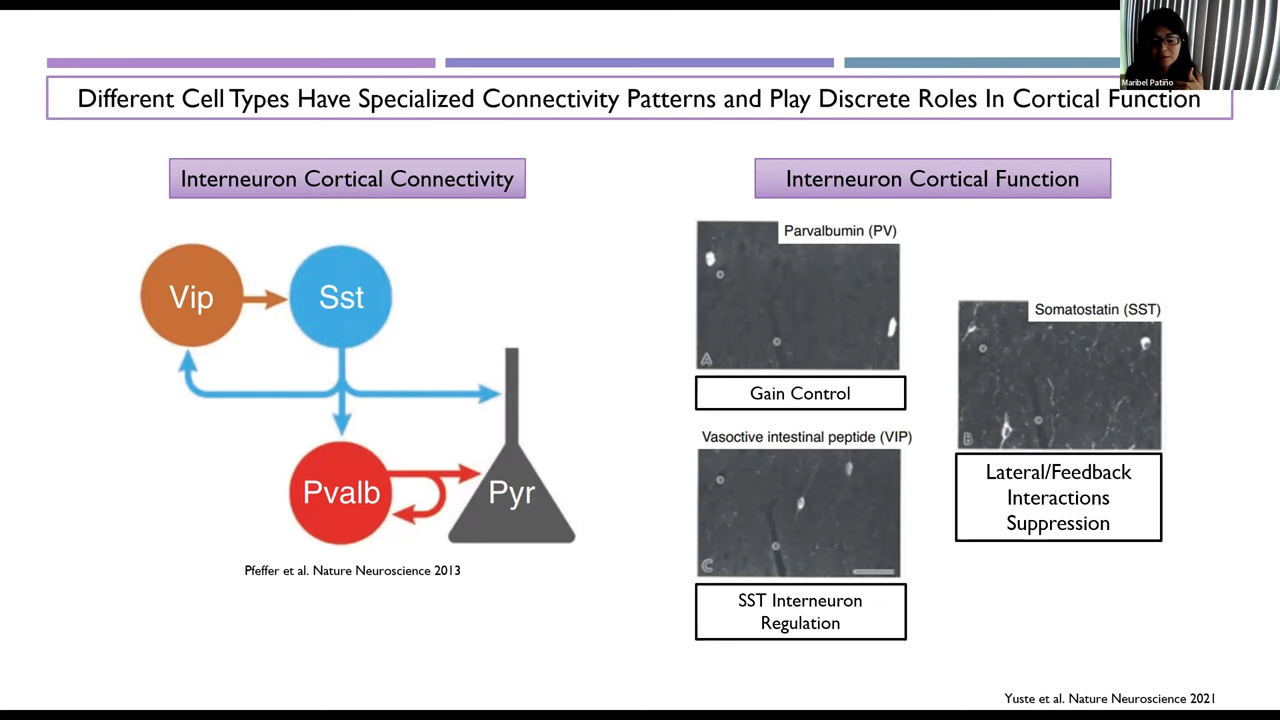 Maribel Patiño
Different Cell Types Have Specialized Connectivity Patterns and Play Discrete Roles In Cortical Function
Interneuron Cortical Connectivity
Vip
Sst
Pvalb
Pyr
Pfeffer et al. Nature Neuroscience 2013
Interneuron Cortical Function
Parvalbumin (PV)
A
Gain Control
Somatostatin (SST)
B
Lateral/Feedback
Interactions
Suppression
Vasoctive intestinal peptide (VIP)
C
SST Interneuron
Regulation
Yuste et al. Nature Neuroscience 2021